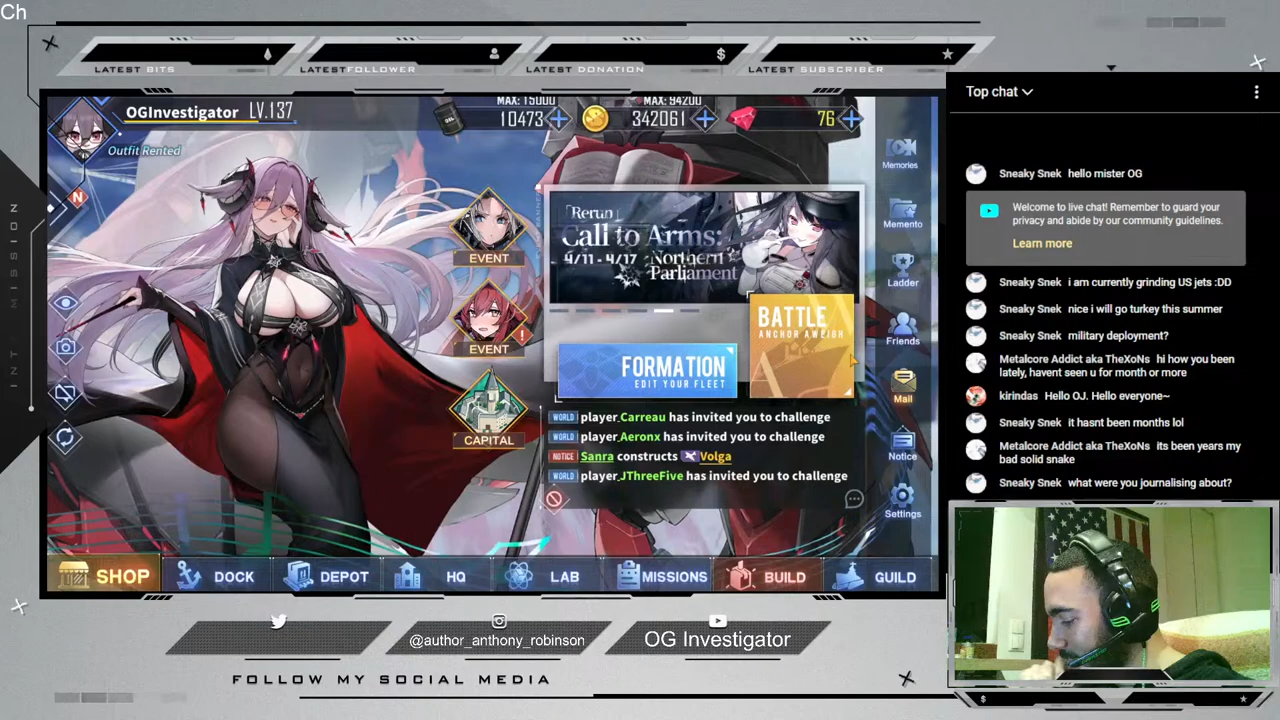 Ch
LATEST BITS
LATEST FOLLOWER
LATEST DONATION
$
LATEST SUBSCRIBER
OGInvestigator LV.137
Outfit Rented
N
MAX: 15000
OIL
10473
MAX: 94200
342061
76
Memories
Memento
Ladder
Friends
Mail
Notice
Settings
EVENT
EVENT
!
CAPITAL
[Rerun]
Call to Arms:
4/11 - 4/17 Northern
Parliament
BATTLE
ANCHOR AWEIGH
FORMATION
EDIT YOUR FLEET
WORLD player Carreau has invited you to challenge
WORLD player Aeronx has invited you to challenge
NOTICE Sanra constructs Volga
WORLD player JThreeFive has invited you to challenge
SHOP
DOCK
DEPOT
HQ
LAB
MISSIONS
BUILD
GUILD
INT MISSION
@author_anthony_robinson
OG Investigator
FOLLOW MY SOCIAL MEDIA
Top chat
Sneaky Snek hello mister OG
Welcome to live chat! Remember to guard your
privacy and abide by our community guidelines.
Learn more
Sneaky Snek i am currently grinding US jets :DD
Sneaky Snek nice i will go turkey this summer
Sneaky Snek military deployment?
Metalcore Addict aka TheXoNs hi how you been
lately, havent seen u for month or more
kirindas Hello OJ. Hello everyone~
Sneaky Snek it hasnt been months lol
Metalcore Addict aka TheXoNs its been years my
bad solid snake
Sneaky Snek what were you journalising about?
$